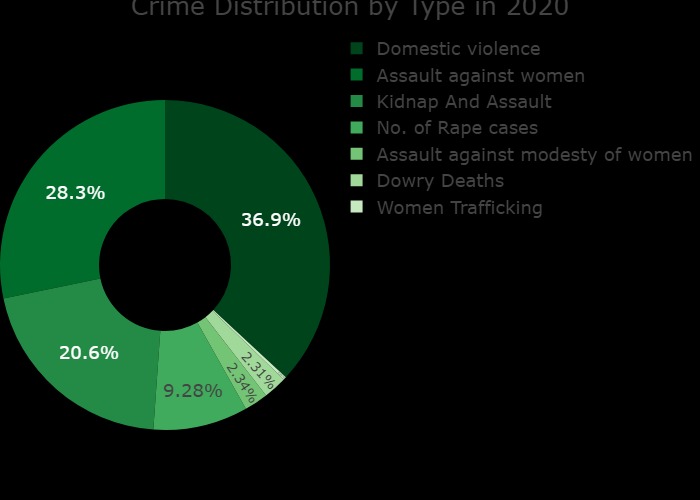 Crime Distribution by Type in 2020
Domestic violence
Assault against women
Kidnap And Assault
No. of Rape cases
Assault against modesty of women
Dowry Deaths
Women Trafficking
28.3%
36.9%
20.6%
9.28%
2.34%
2.31%